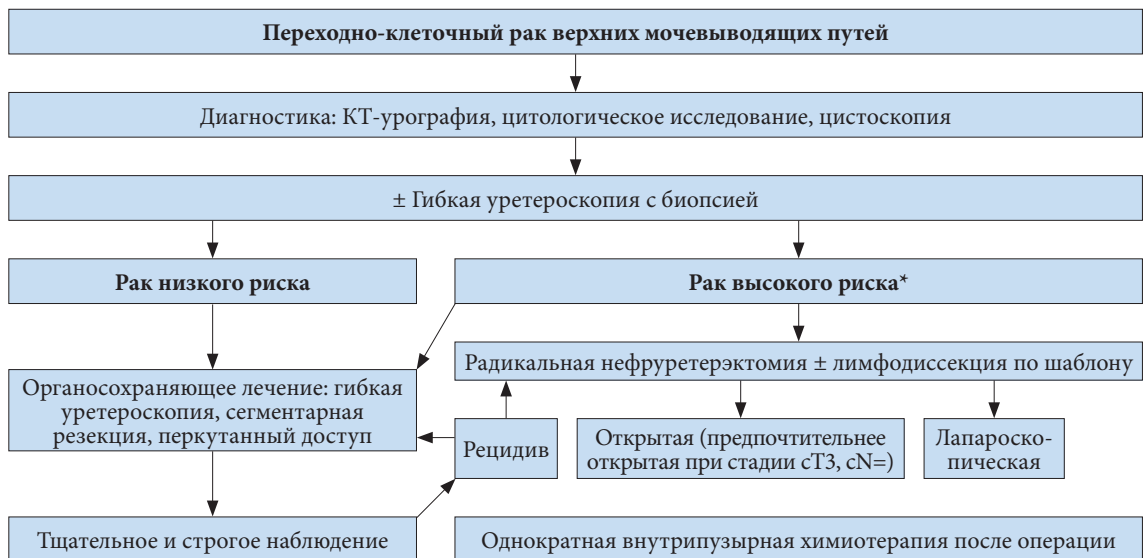 Переходно-клеточный рак верхних мочевыводящих путей
Диагностика: КТ-урография, цитологическое исследование, цистоскопия
± Гибкая уретероскопия с биопсией
Рак низкого риска
Рак высокого риска*
Радикальная нефруретерэктомия ± лимфодиссекция по шаблону
Органосохраняющее лечение: гибкая
уретероскопия, сегментарная
резекция, перкутанный доступ
Рецидив
Открытая (предпочтительнее
открытая при стадии cT3, cN=)
Лапароско-
пическая
Тщательное и строгое наблюдение
Однократная внутрипузырная химиотерапия после операции